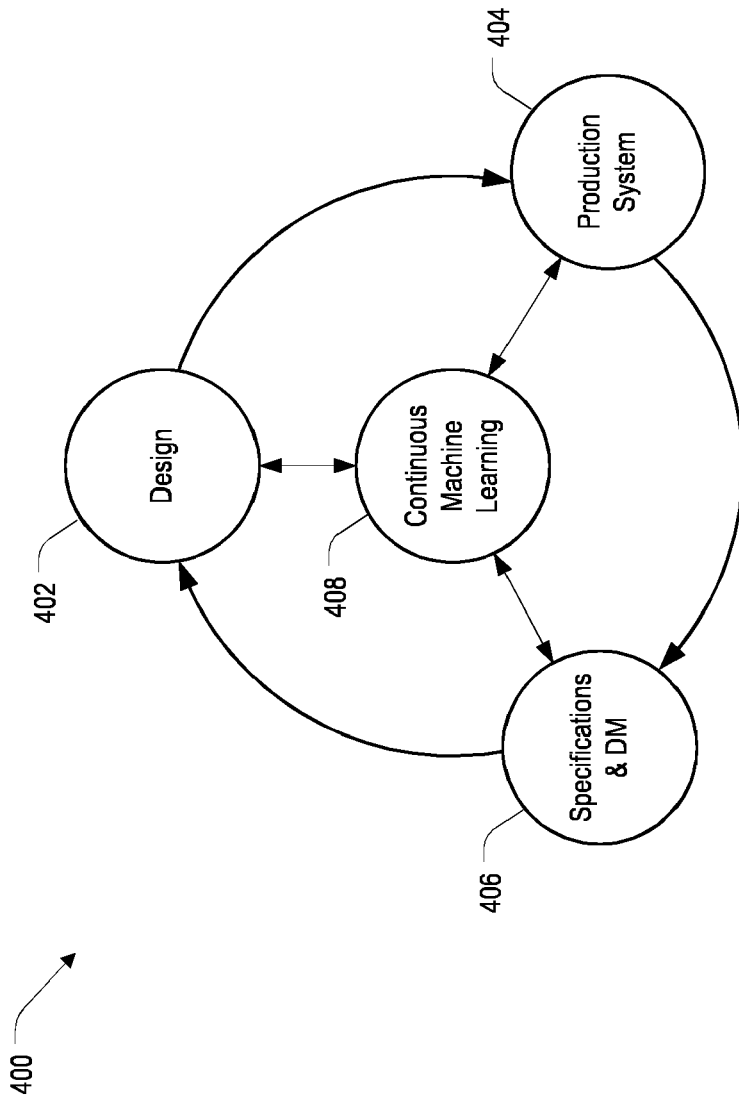 400
402
Design
404
Production
System
408
Continuous
Machine
Learning
406
Specifications
& DM